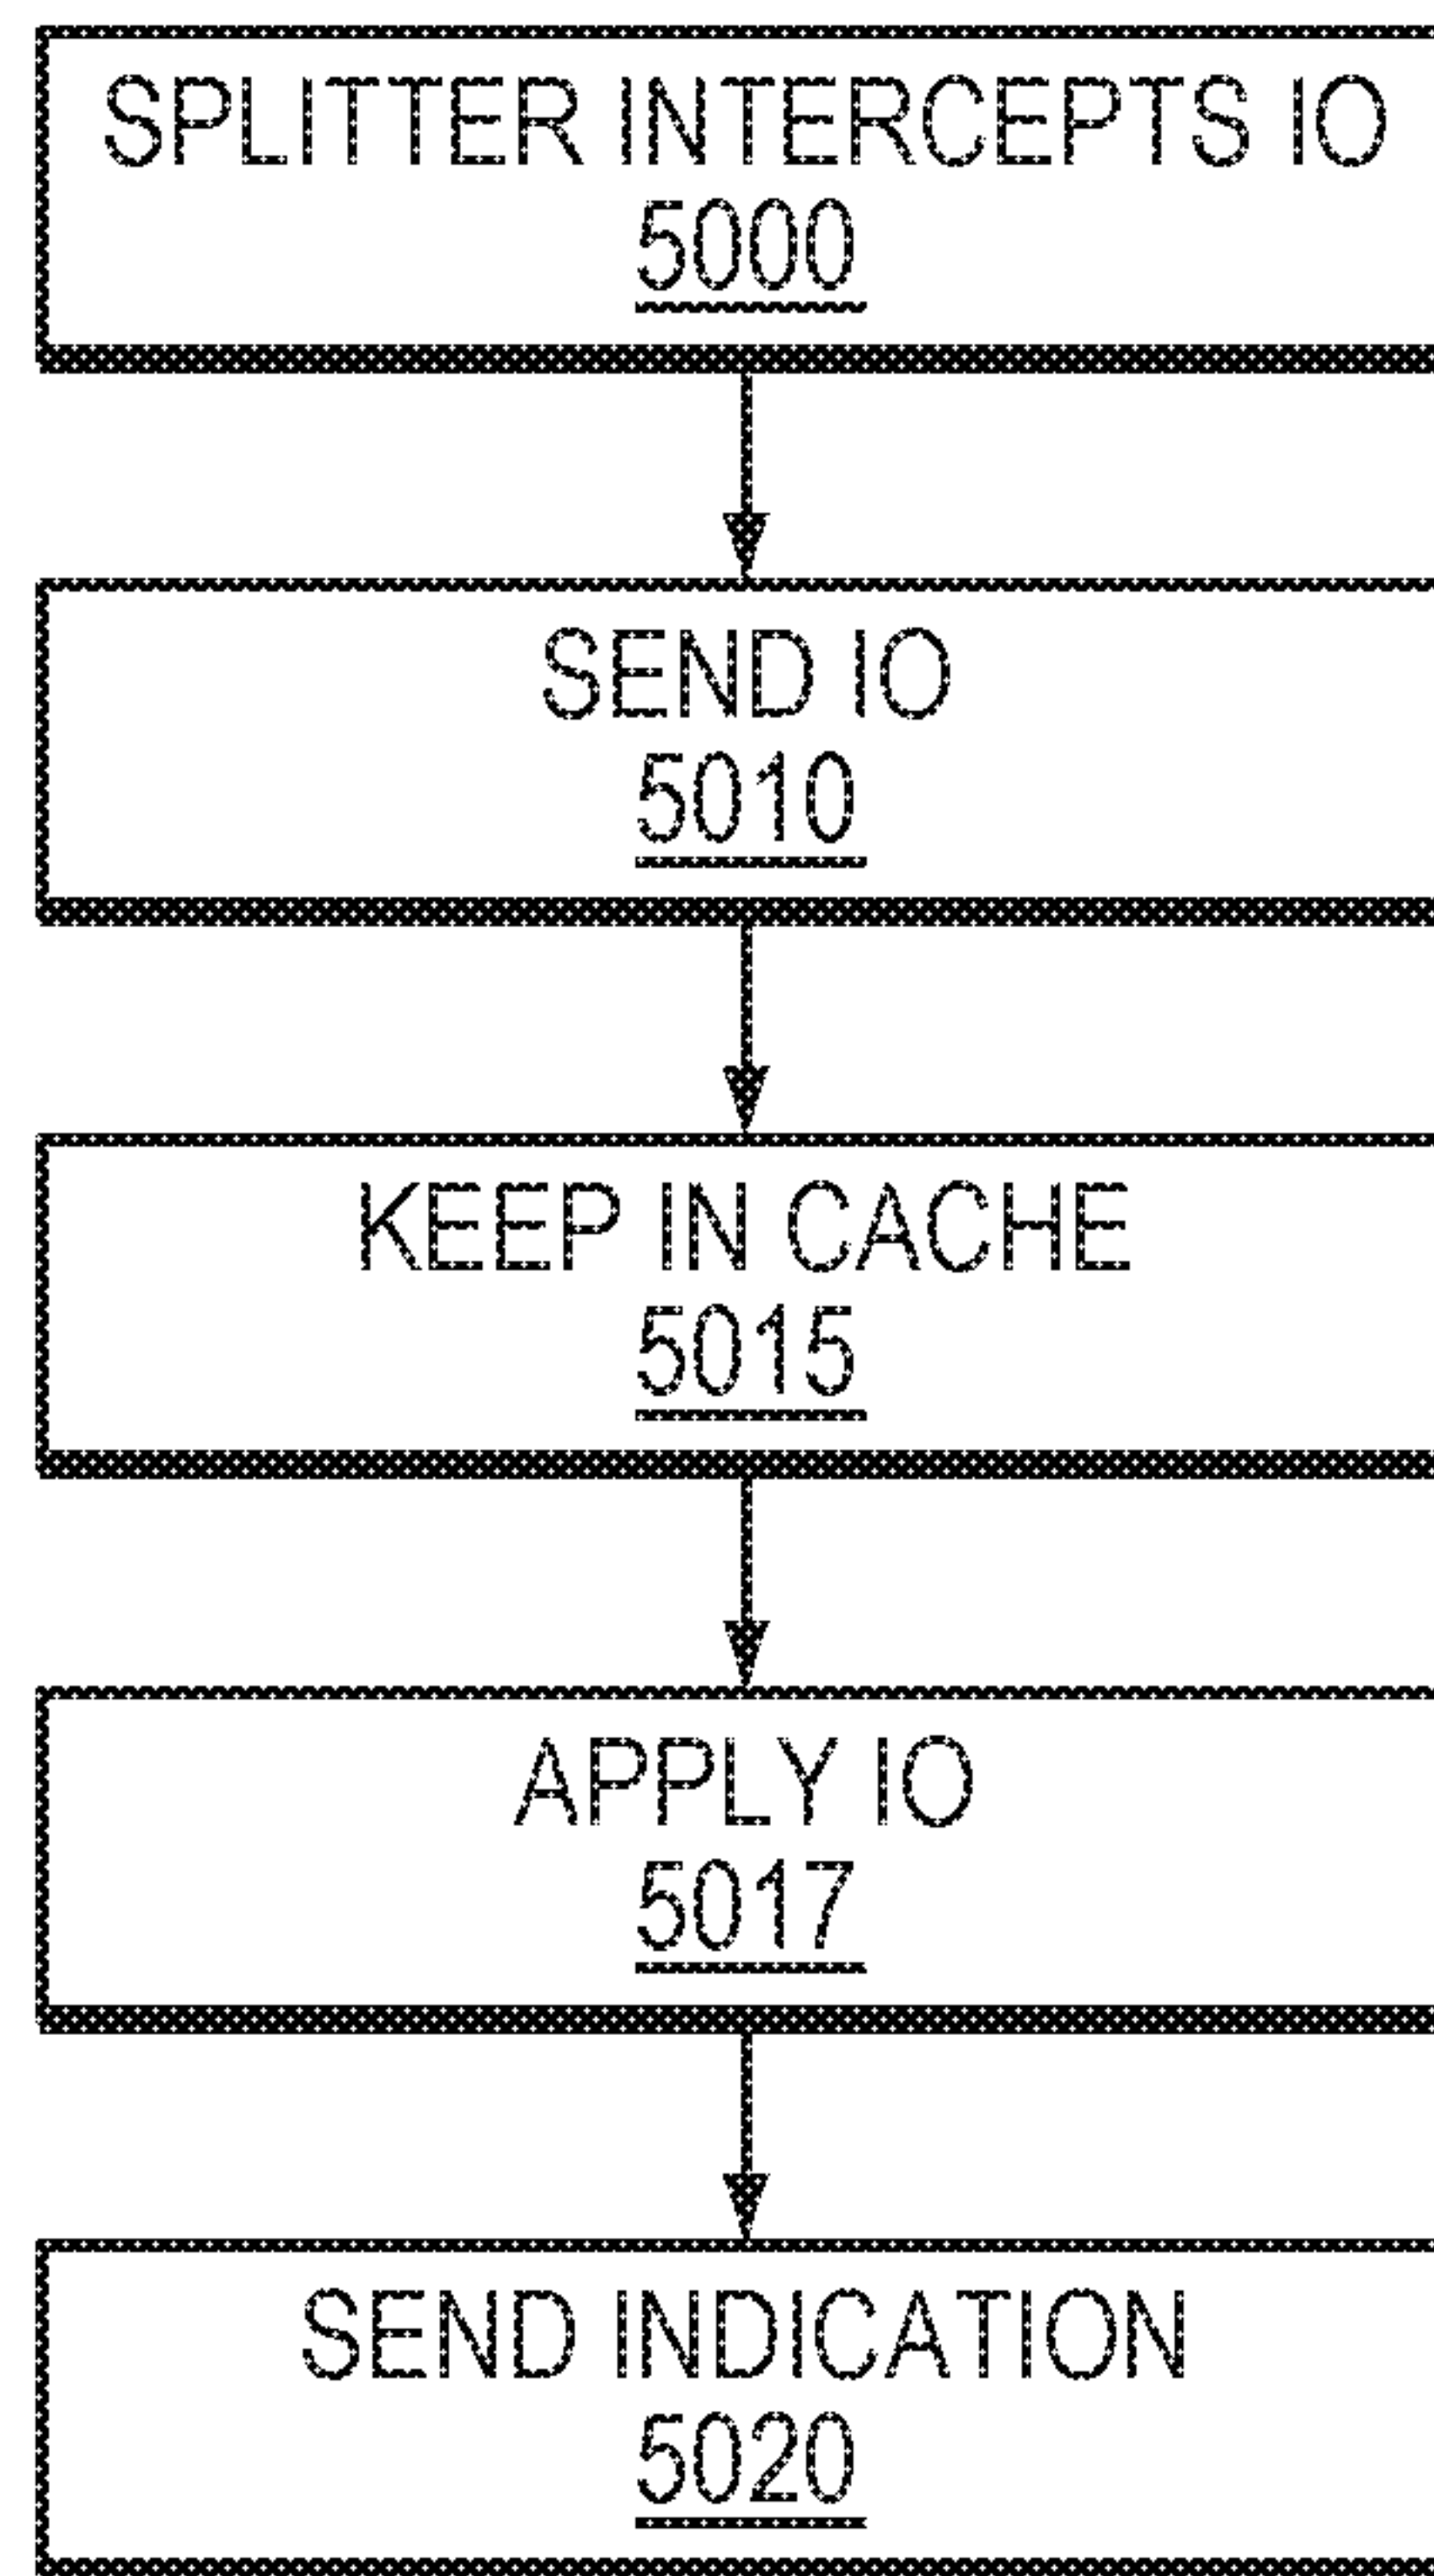 SPLITTER INTERCEPTS IO
5000
SEND IO
5010
KEEP IN CACHE
5015
APPLY IO
5017
SEND INDICATION
5020